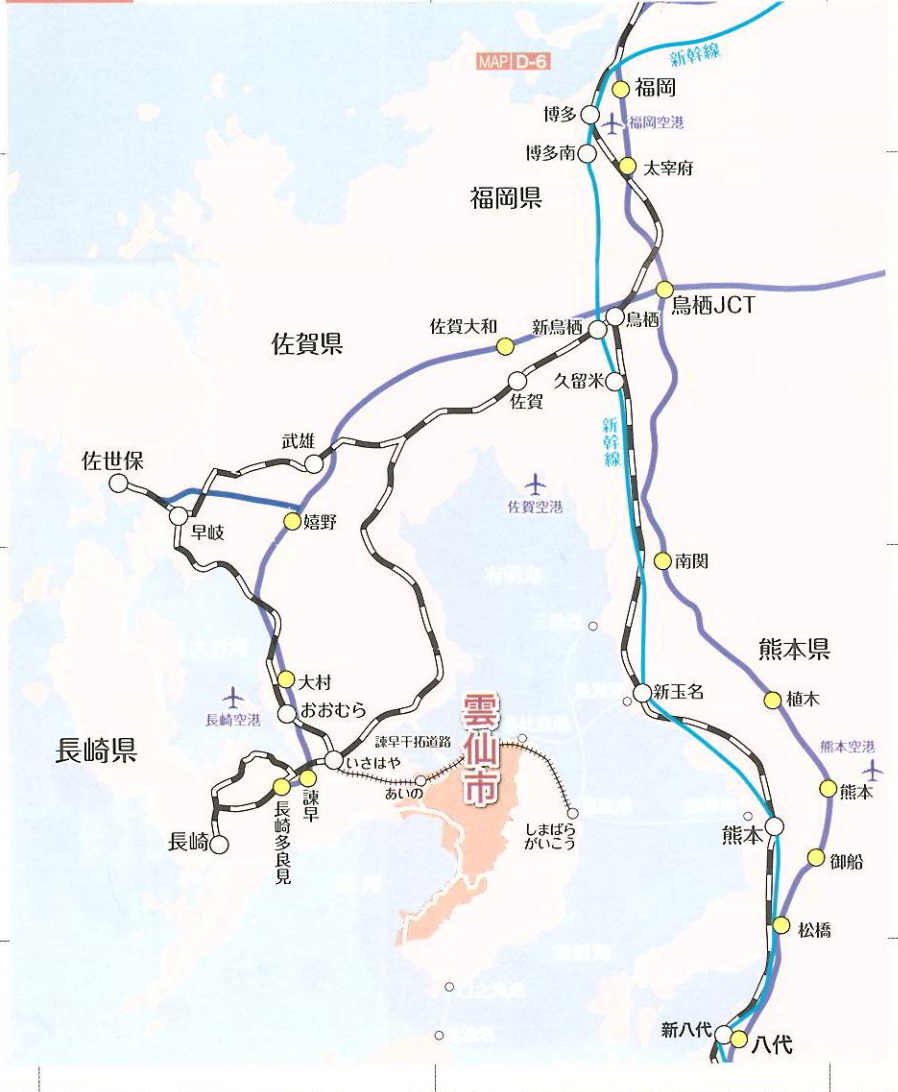 MAP D-6
新幹線
福岡
博多
福岡空港
博多南
太宰府
福岡県
鳥栖JCT
佐賀大和
新鳥栖
鳥栖
佐賀県
佐賀
久留米
新幹線
武雄
佐世保
佐賀空港
嬉野
早岐
南関
有明海
熊本県
大村
新玉名
植木
長崎空港
おおむら
雲仙市
長崎県
諫早干拓道路
いさはや
熊本空港
あいの
諫早
熊本
長崎多良見
しまばら
がいこう
長崎
熊本
御船
松橋
新八代
八代